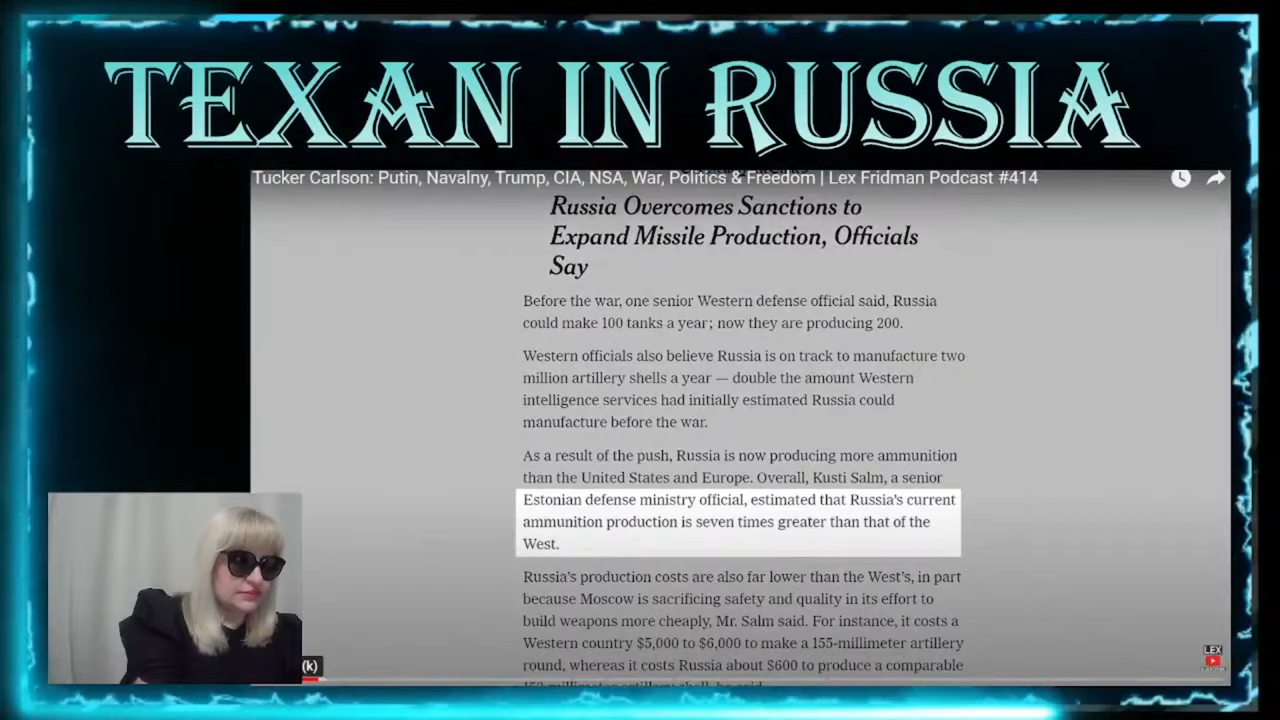 TEXAN IN RUSSIA
Tucker Carlson: Putin, Navalny, Trump, CIA, NSA, War, Politics & Freedom | Lex Fridman Podcast #414
Russia Overcomes Sanctions to
Expand Missile Production, Officials
Say
Before the war, one senior Western defense official said, Russia
could make 100 tanks a year; now they are producing 200.
Western officials also believe Russia is on track to manufacture two
million artillery shells a year — double the amount Western
intelligence services had initially estimated Russia could
manufacture before the war.
As a result of the push, Russia is now producing more ammunition
than the United States and Europe. Overall, Kusti Salm, a senior
Estonian defense ministry official, estimated that Russia's current
ammunition production is seven times greater than that of the
West.
Russia's production costs are also far lower than the West's, in part
because Moscow is sacrificing safety and quality in its effort to
build weapons more cheaply, Mr. Salm said. For instance, it costs a
Western country $5,000 to $6,000 to make a 155-millimeter artillery
round, whereas it costs Russia about $600 to produce a comparable
(k)
LEX